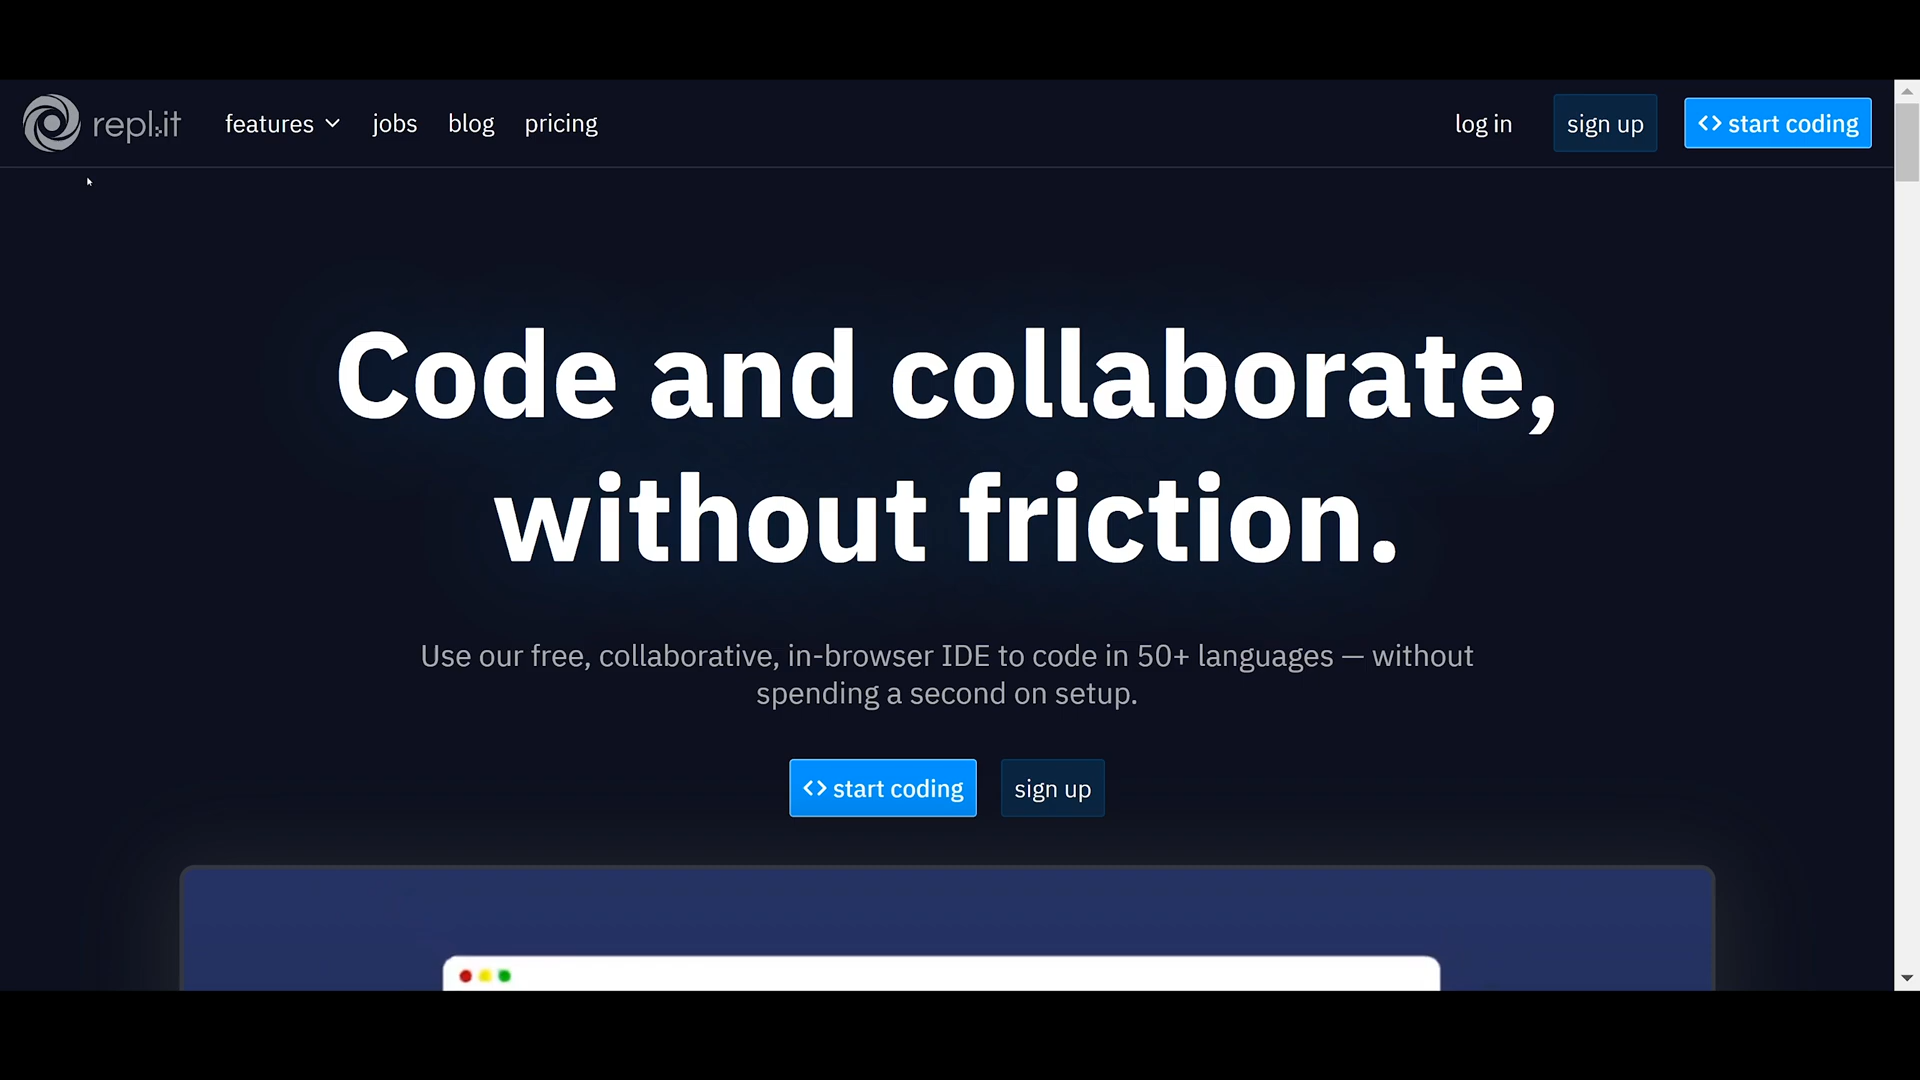 repl.it features jobs blog pricing log in sign up <> start coding
Code and collaborate,
without friction.
Use our free, collaborative, in-browser IDE to code in 50+ languages — without
spending a second on setup.
<> start coding sign up